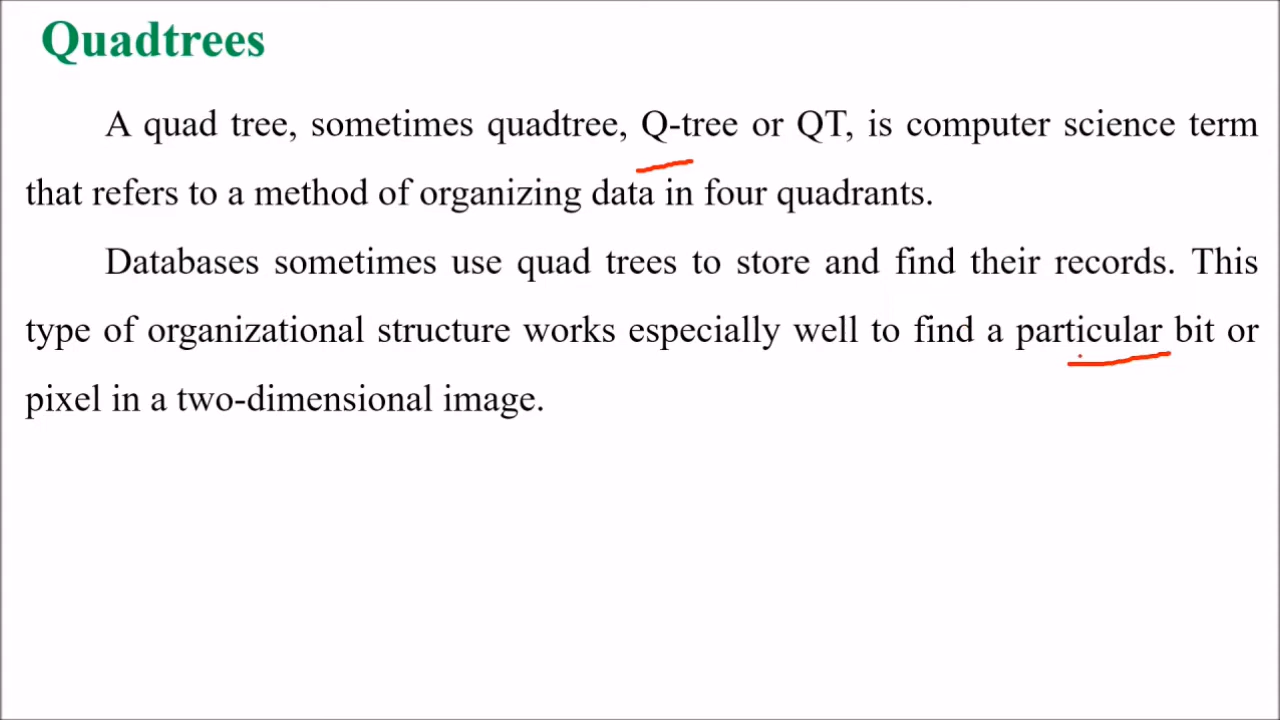 Quadtrees
A quad tree, sometimes quadtree, Q-tree or QT, is computer science term
that refers to a method of organizing data in four quadrants.
Databases sometimes use quad trees to store and find their records. This
type of organizational structure works especially well to find a particular bit or
pixel in a two-dimensional image.